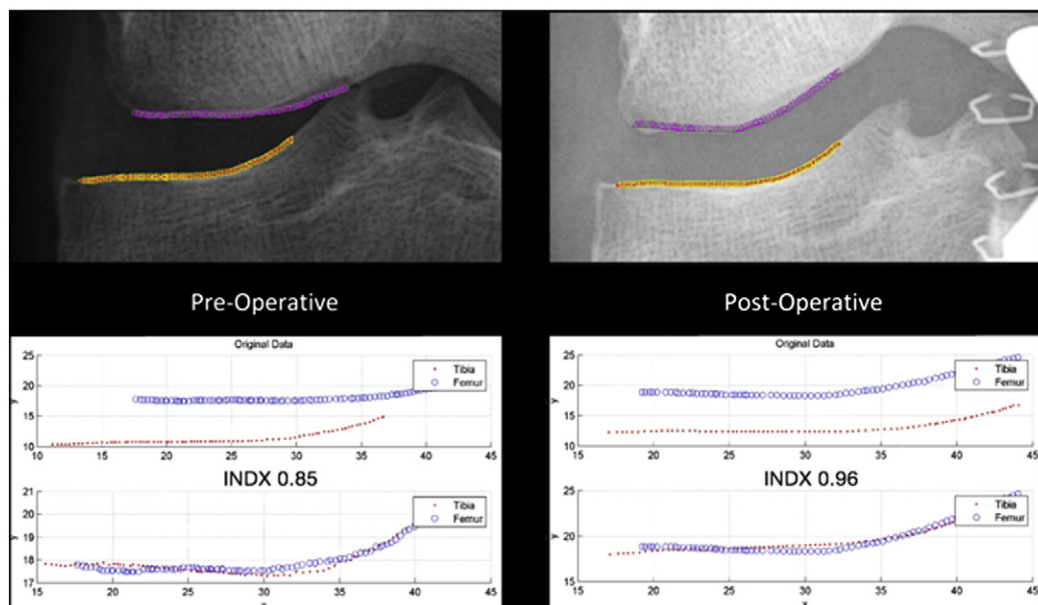 Pre-Operative
Post-Operative
Original Data
25
20
15
10
y
10 15 20 25 30 35 40 45
Tibia
Femur
INDX 0.85
21
20
19
18
17
y
20 25 30 35 40 45
Tibia
Femur
x
Original Data
25
20
15
10
y
15 20 25 30 35 40 45
Tibia
Femur
INDX 0.96
25
20
15
y
15 20 25 30 35 40 45
Tibia
Femur
x